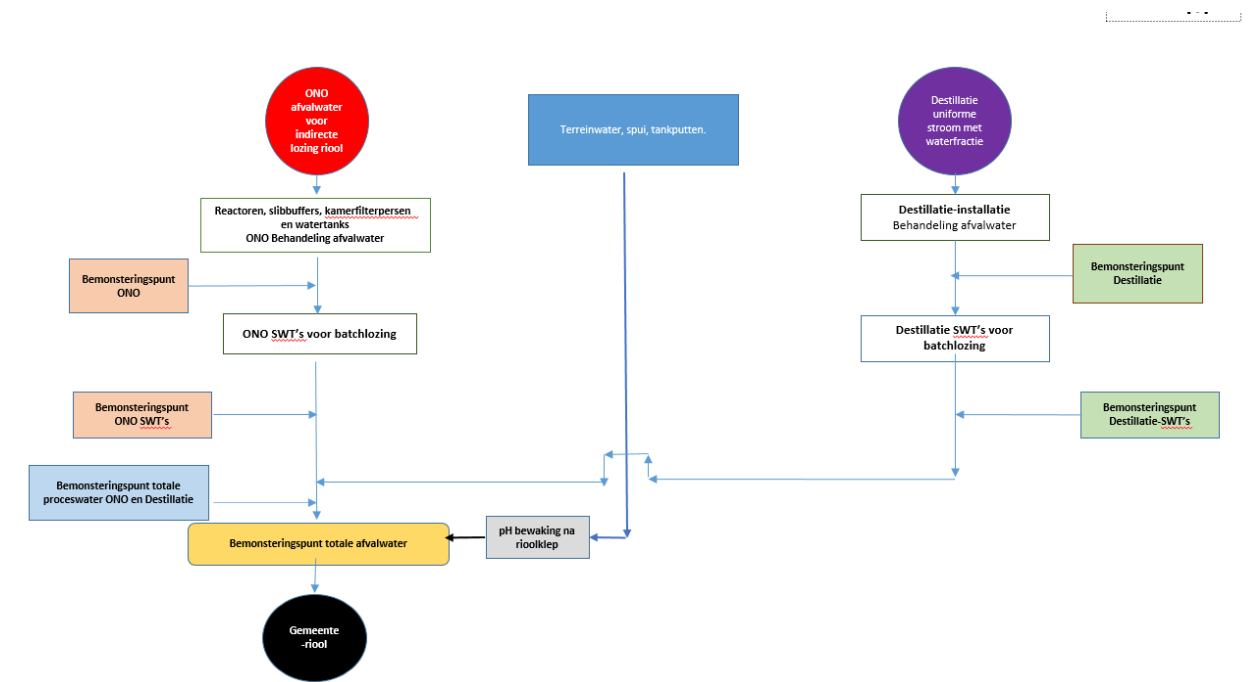 ONO
afvalwater
voor
indirecte
lozing riool
Terreinwater, spui, tankputten.
Destillatie
uniforme
stroom met
waterfractie
Reactoren, slibbuffers, kamerfilterpersen
en watertanks
ONO Behandeling afvalwater
Destillatie-installatie
Behandeling afvalwater
Bemonsteringspunt
ONO
Bemonsteringspunt
Destillatie
ONO SWT's voor batchlozing
Destillatie SWT's voor
batchlozing
Bemonsteringspunt
ONO SWT's
Bemonsteringspunt
Destillatie-SWT's
Bemonsteringspunt totale
proceswater ONO en Destillatie
pH bewaking na
rioolklep
Bemonsteringspunt totale afvalwater
Gemeente
-riool